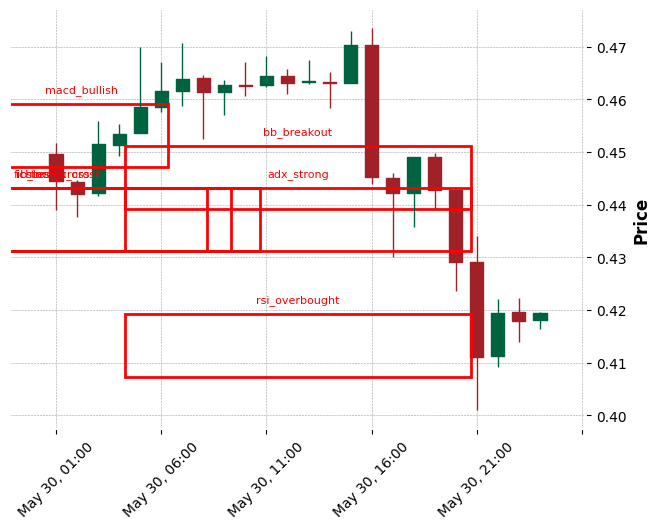 0.47
macd_bullish
0.46
bb_breakout
0.45
adx_strong
0.44
Price
0.43
rsi_overbought
0.42
0.41
0.40
May 30, 01:00
May 30, 06:00
May 30, 11:00
May 30, 16:00
May 30, 21:00